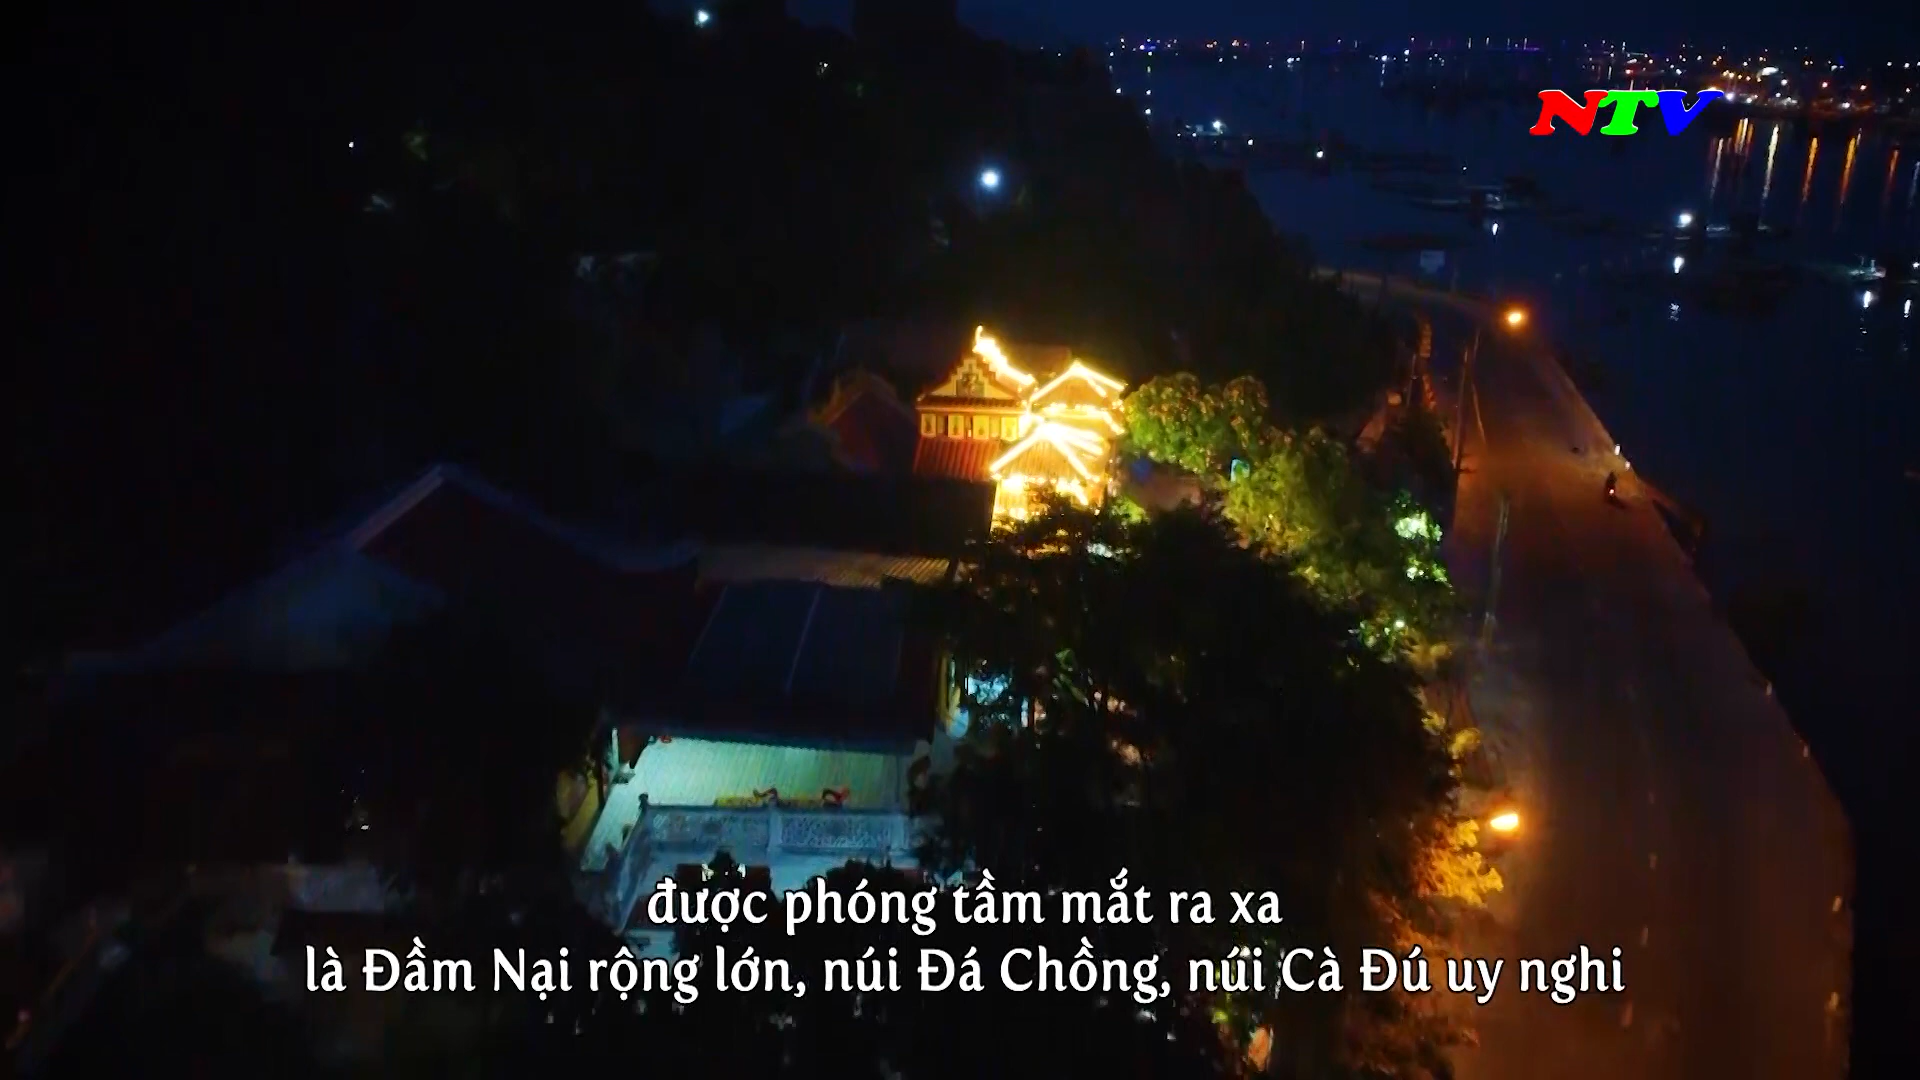 NTV
được phóng tầm mắt ra xa
là Đầm Nại rộng lớn, núi Đá Chồng, núi Cà Đú uy nghi